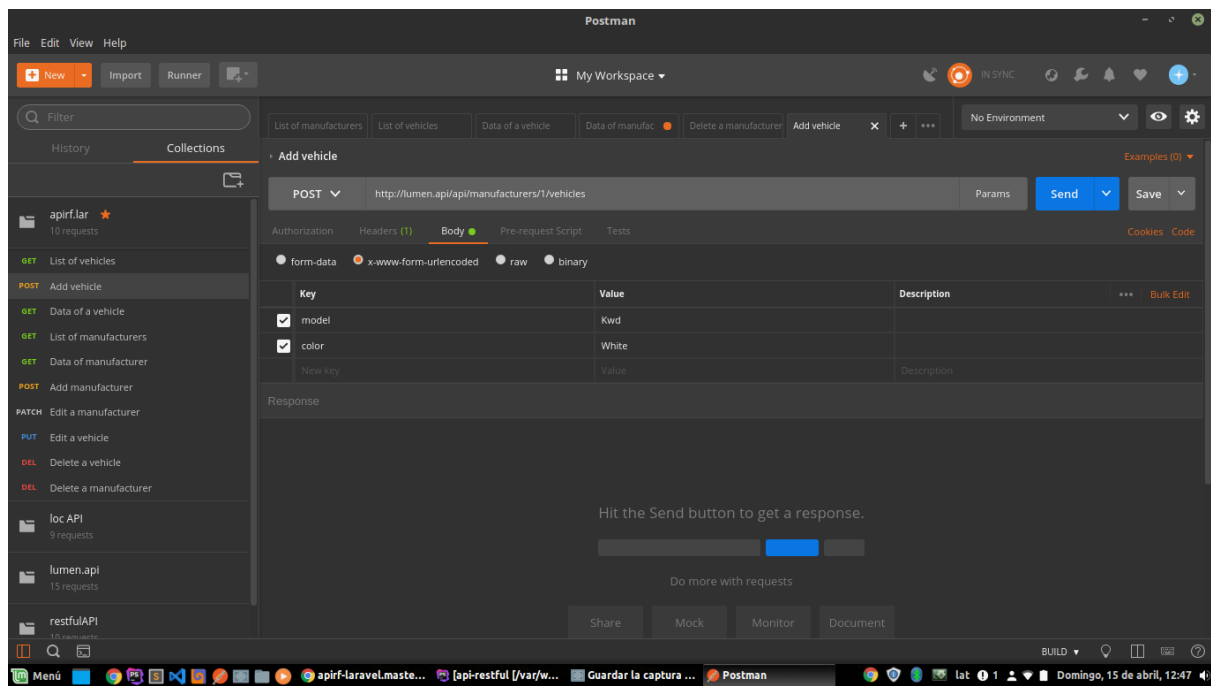 Postman
File Edit View Help
New Import Runner My Workspace IN SYNC
Filter
History Collections
apirf.lar
10 requests
GET List of vehicles
POST Add vehicle
GET Data of a vehicle
GET List of manufacturers
GET Data of manufacturer
POST Add manufacturer
PATCH Edit a manufacturer
PUT Edit a vehicle
DEL Delete a vehicle
DEL Delete a manufacturer
loc API
9 requests
lumen.api
15 requests
restfulAPI
10 requests
List of manufacturers List of vehicles Data of a vehicle Data of manufac Delete a manufacturer Add vehicle No Environment
Add vehicle Examples (0)
POST http://lumen.api/api/manufacturers/1/vehicles Params Send Save
Authorization Headers (1) Body Pre-request Script Tests Cookies Code
form-data x-www-form-urlencoded raw binary
Key Value Description Bulk Edit
model Kwd
color White
New key Value Description
Response
Hit the Send button to get a response.
Do more with requests
Share Mock Monitor Document
BUILD
Menú apirf-laravel.maste... [api-restful [/var/w... Guardar la captura ... Postman lat 1 Domingo, 15 de abril, 12:47